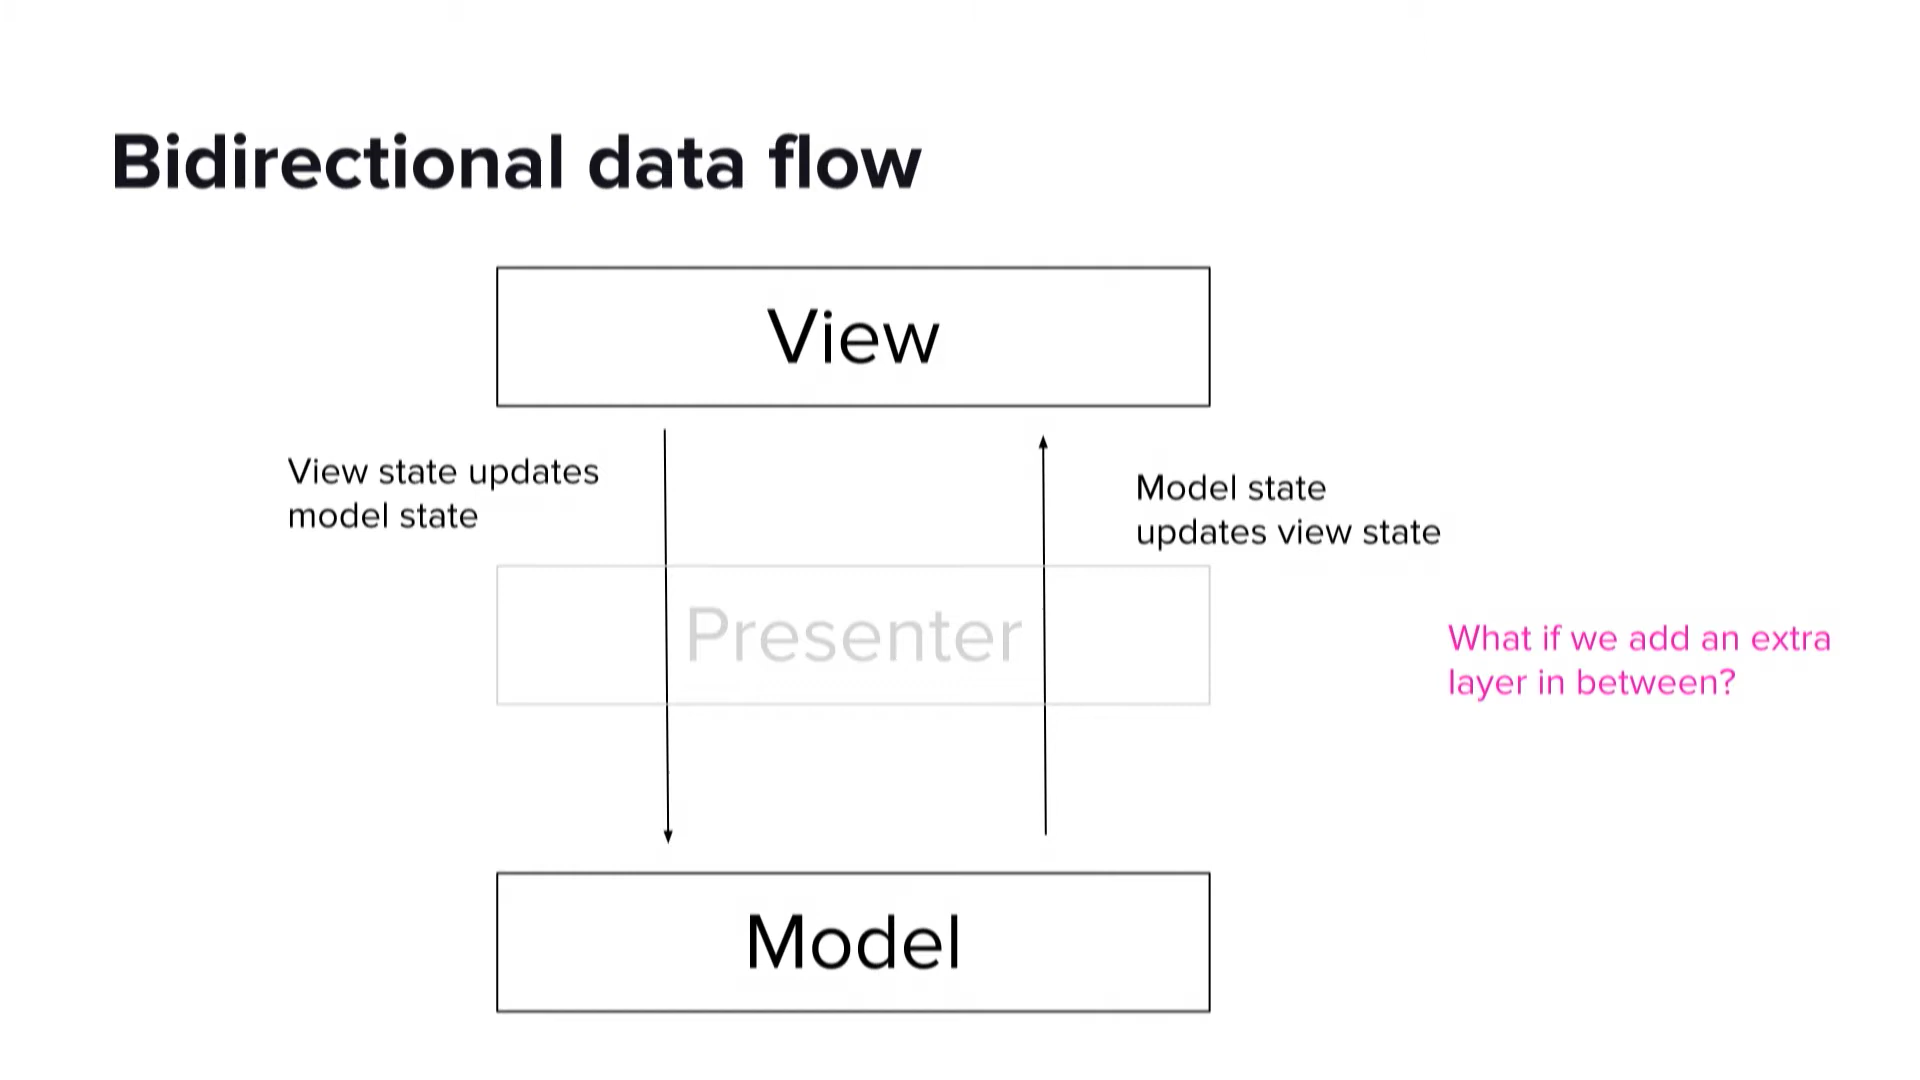 Bidirectional data flow
View
View state updates
model state
Model state
updates view state
Presenter
What if we add an extra
layer in between?
Model